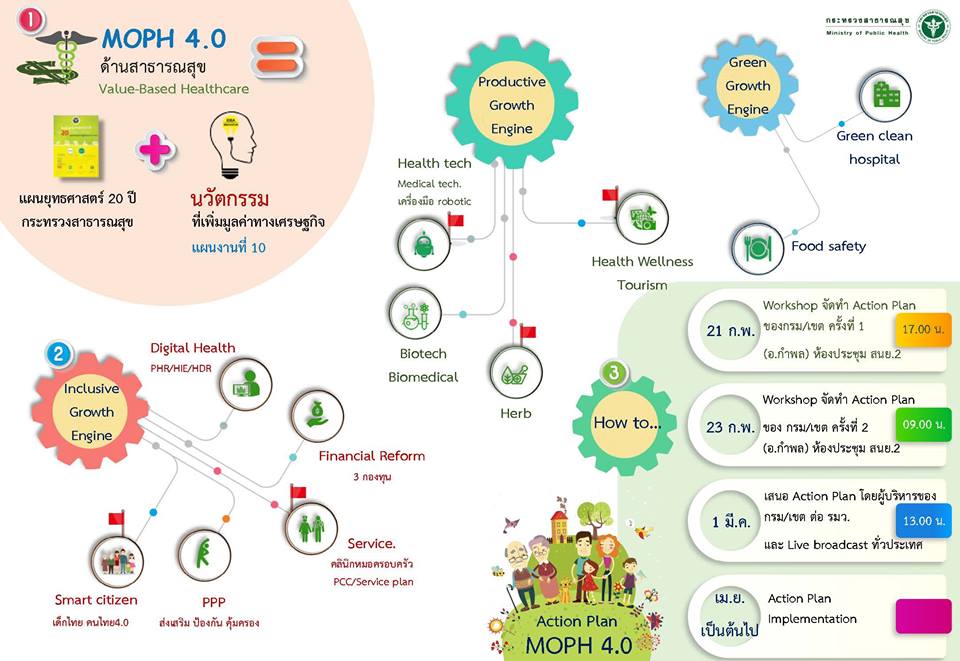 กระทรวงสาธารณสุข
Ministry of Public Health
1
MOPH 4.0
ด้านสาธารณสุข
Value-Based Healthcare
20
IDEA
แผนยุทธศาสตร์ 20 ปี
กระทรวงสาธารณสุข
นวัตกรรม
ที่เพิ่มมูลค่าทางเศรษฐกิจ
แผนงานที่ 10
Productive
Growth
Engine
Health tech
Medical tech.
เครื่องมือ robotic
Health Wellness
Tourism
Biotech
Biomedical
Herb
Green
Growth
Engine
Green clean
hospital
Food safety
2
Inclusive
Growth
Engine
Digital Health
PHR/HIE/HDR
Financial Reform
3 กองทุน
Service.
คลินิกหมอครอบครัว
PCC/Service plan
PPP
ส่งเสริม ป้องกัน คุ้มครอง
Smart citizen
เด็กไทย คนไทย4.0
3
How to...
21 ก.พ.
Workshop จัดทำ Action Plan
ของกรม/เขต ครั้งที่ 1
(อ.กำพล) ห้องประชุม สนย.2
17.00 น.
23 ก.พ.
Workshop จัดทำ Action Plan
ของ กรม/เขต ครั้งที่ 2
(อ.กำพล) ห้องประชุม สนย.2
09.00 น.
1 มี.ค.
เสนอ Action Plan โดยผู้บริหารของ
กรม/เขต ต่อ รมว.
และ Live broadcast ทั่วประเทศ
13.00 น.
เม.ย.
เป็นต้นไป
Action Plan
Implementation
Action Plan
MOPH 4.0